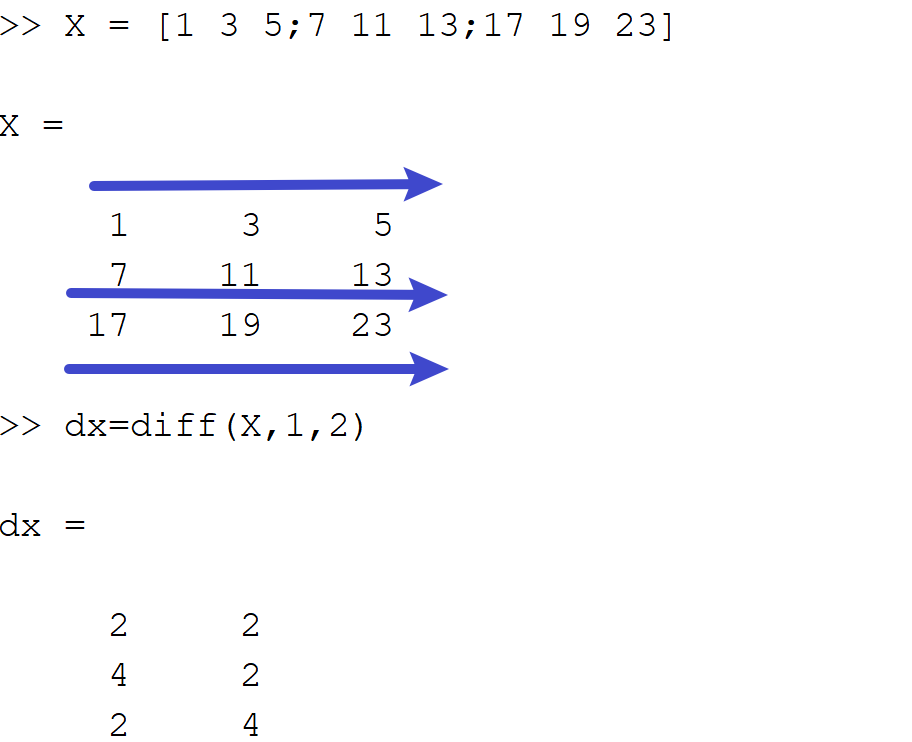 >> X = [1 3 5;7 11 13;17 19 23]
X =
1 3 5
7 11 13
17 19 23
>> dx=diff(X,1,2)
dx =
2 2
4 2
2 4